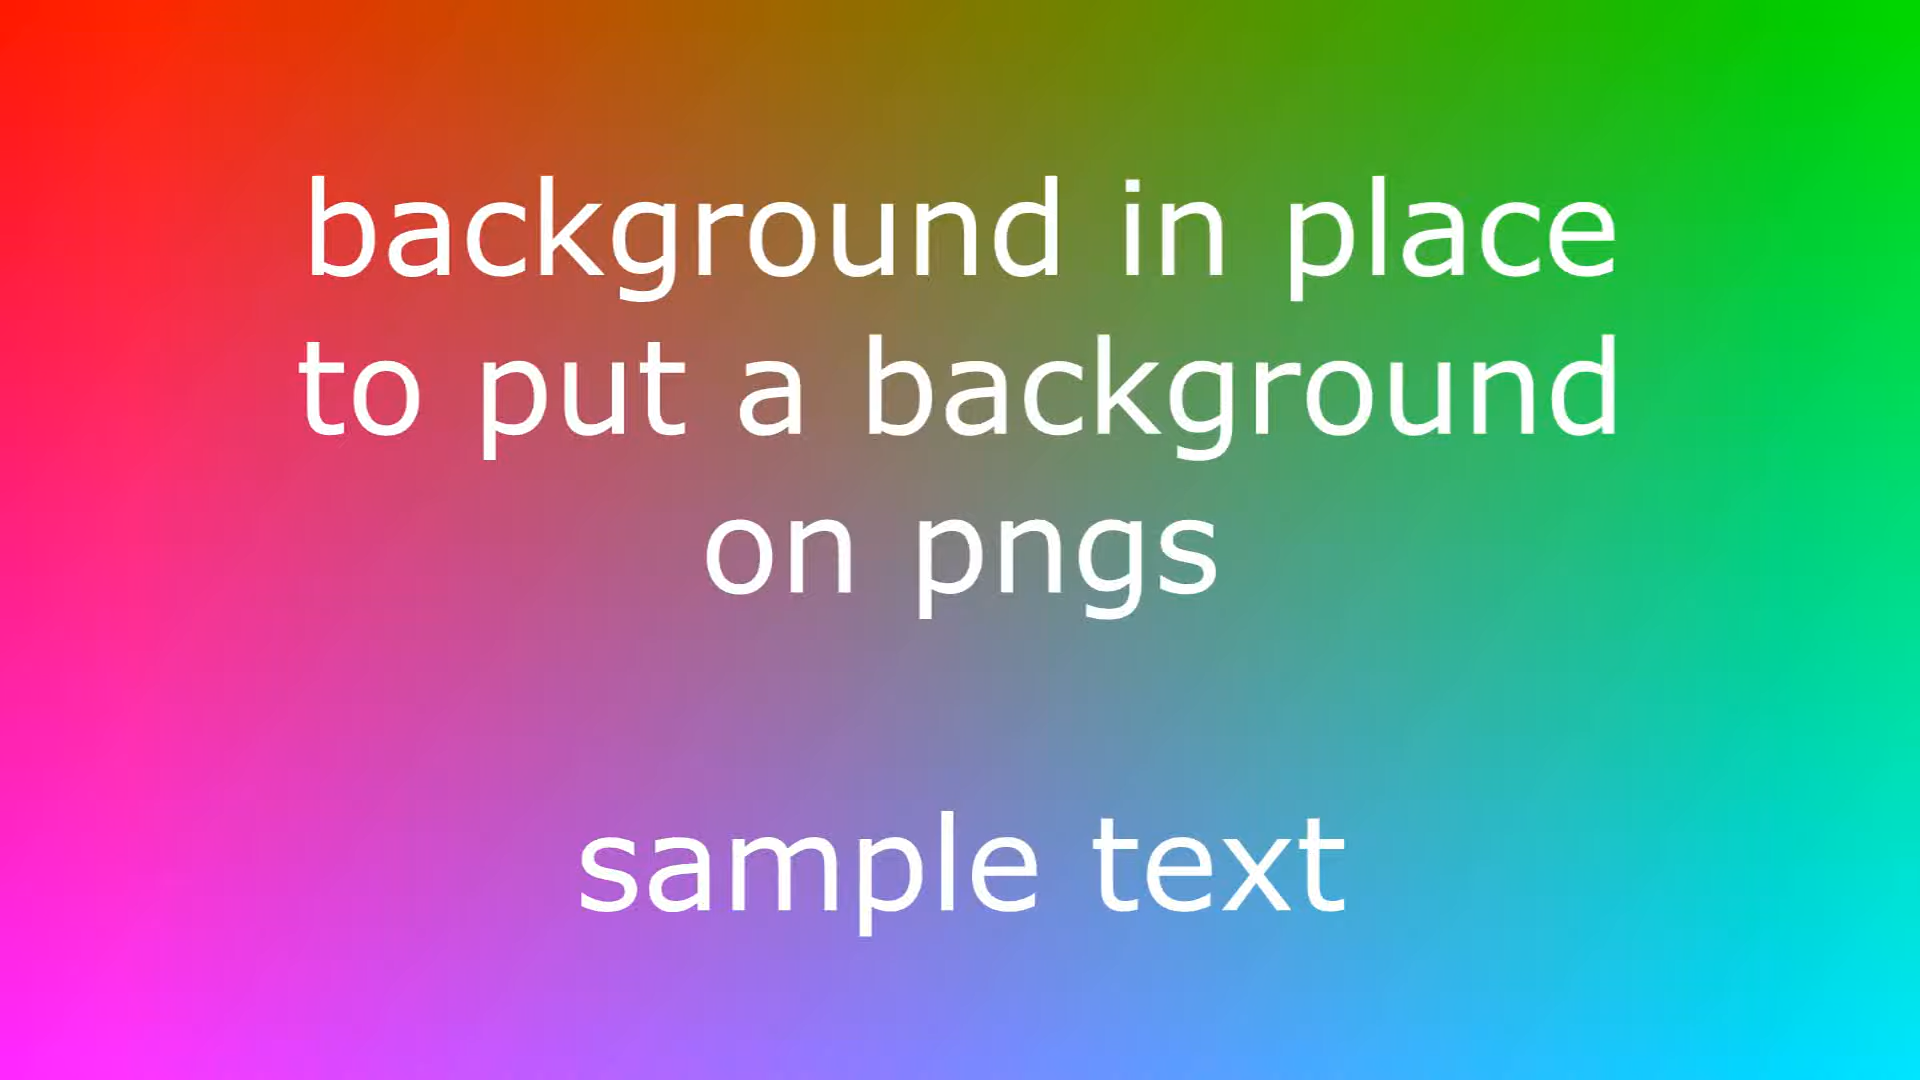 background in place
to put a background
on pngs
sample text